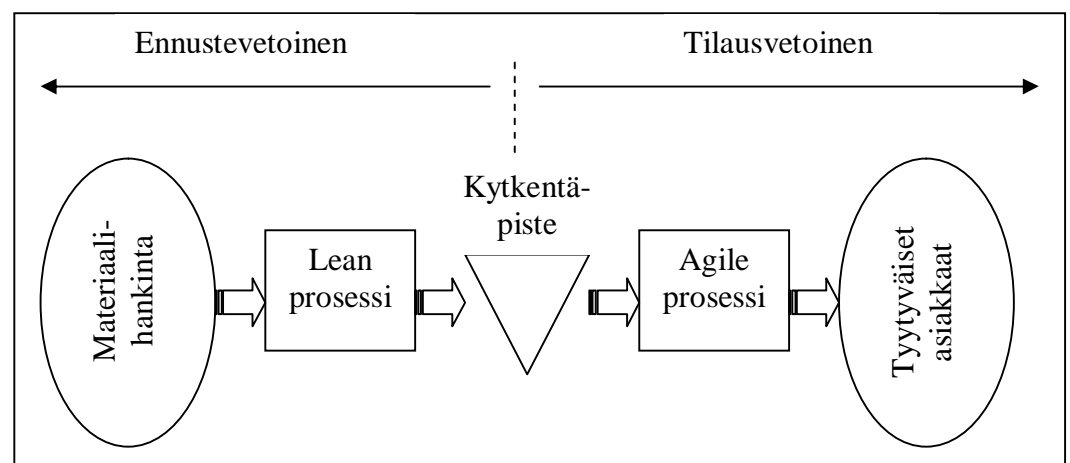 Ennustevetoinen
Tilausvetoinen
Kytkentä-
piste
Materiaali-
hankinta
Lean
prosessi
Agile
prosessi
Tyytyväiset
asiakkaat